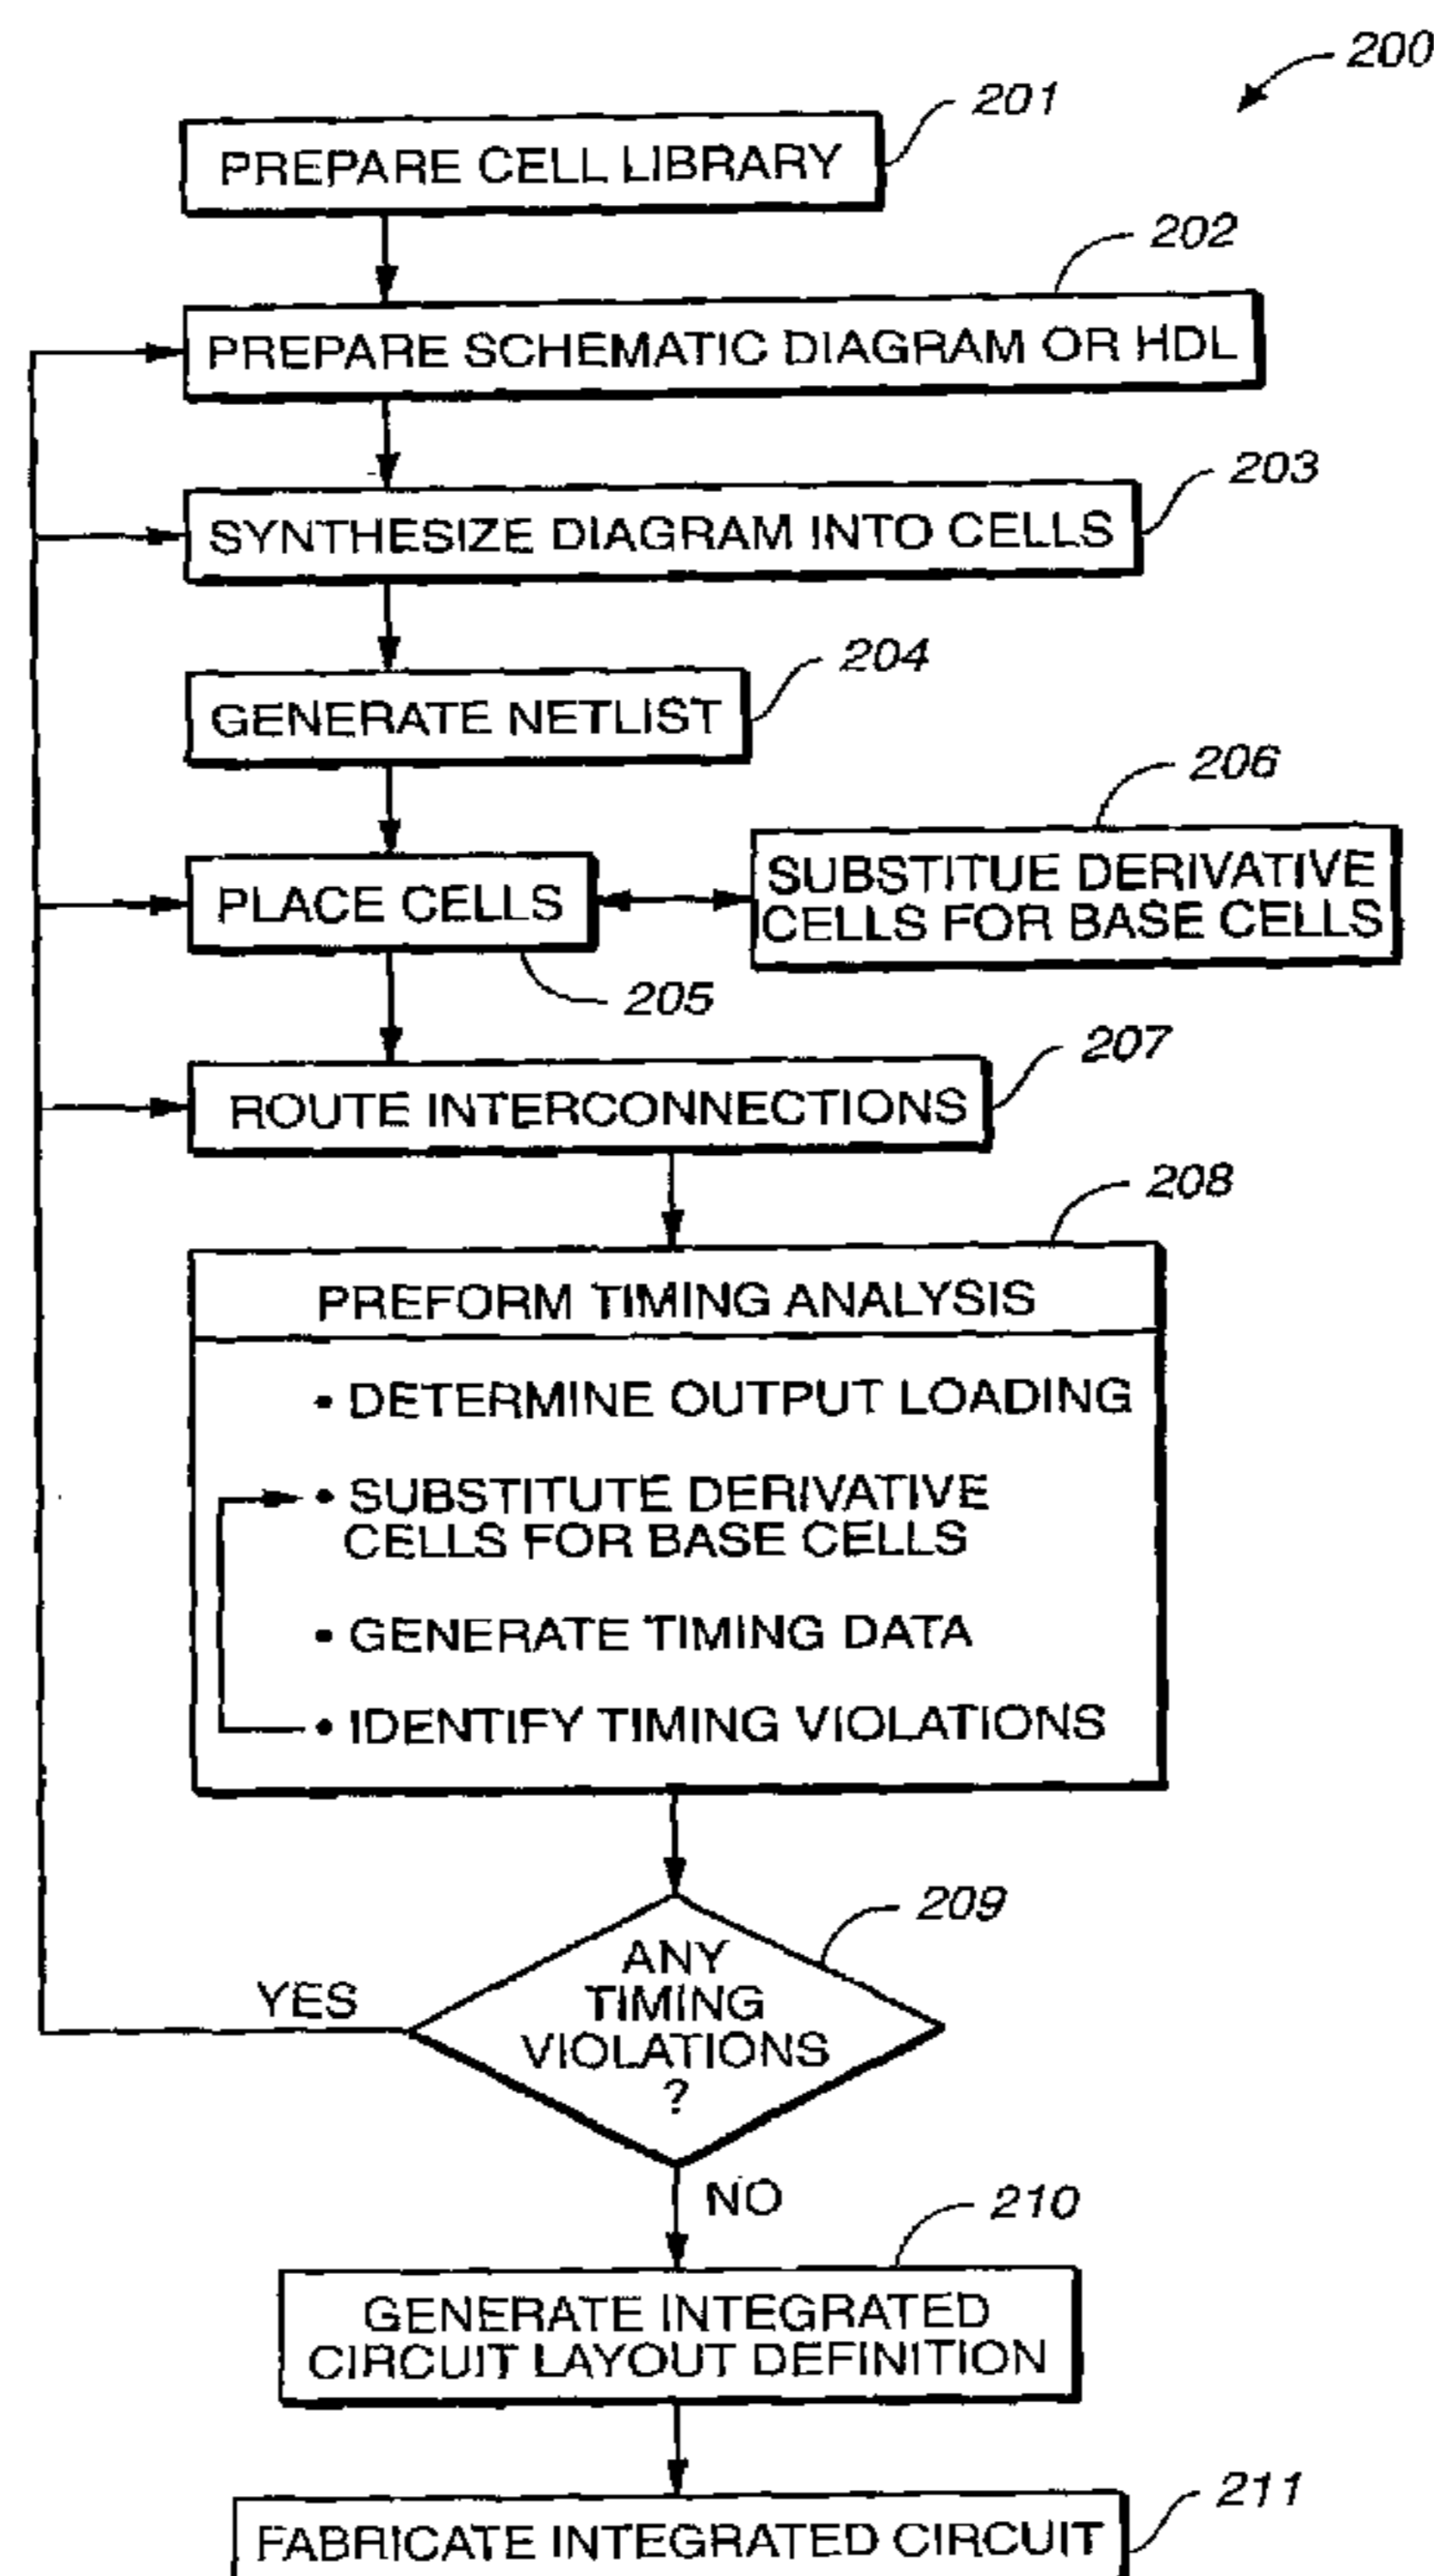 200
201
PREPARE CELL LIBRARY
202
PREPARE SCHEMATIC DIAGRAM OR HDL
203
SYNTHESIZE DIAGRAM INTO CELLS
204
GENERATE NETLIST
206
SUBSTITUE DERIVATIVE
CELLS FOR BASE CELLS
PLACE CELLS
205
207
ROUTE INTERCONNECTIONS
208
PREFORM TIMING ANALYSIS
• DETERMINE OUTPUT LOADING
• SUBSTITUTE DERIVATIVE
CELLS FOR BASE CELLS
• GENERATE TIMING DATA
• IDENTIFY TIMING VIOLATIONS
209
ANY
TIMING
VIOLATIONS
?
YES
NO
210
GENERATE INTEGRATED
CIRCUIT LAYOUT DEFINITION
211
FABRICATE INTEGRATED CIRCUIT